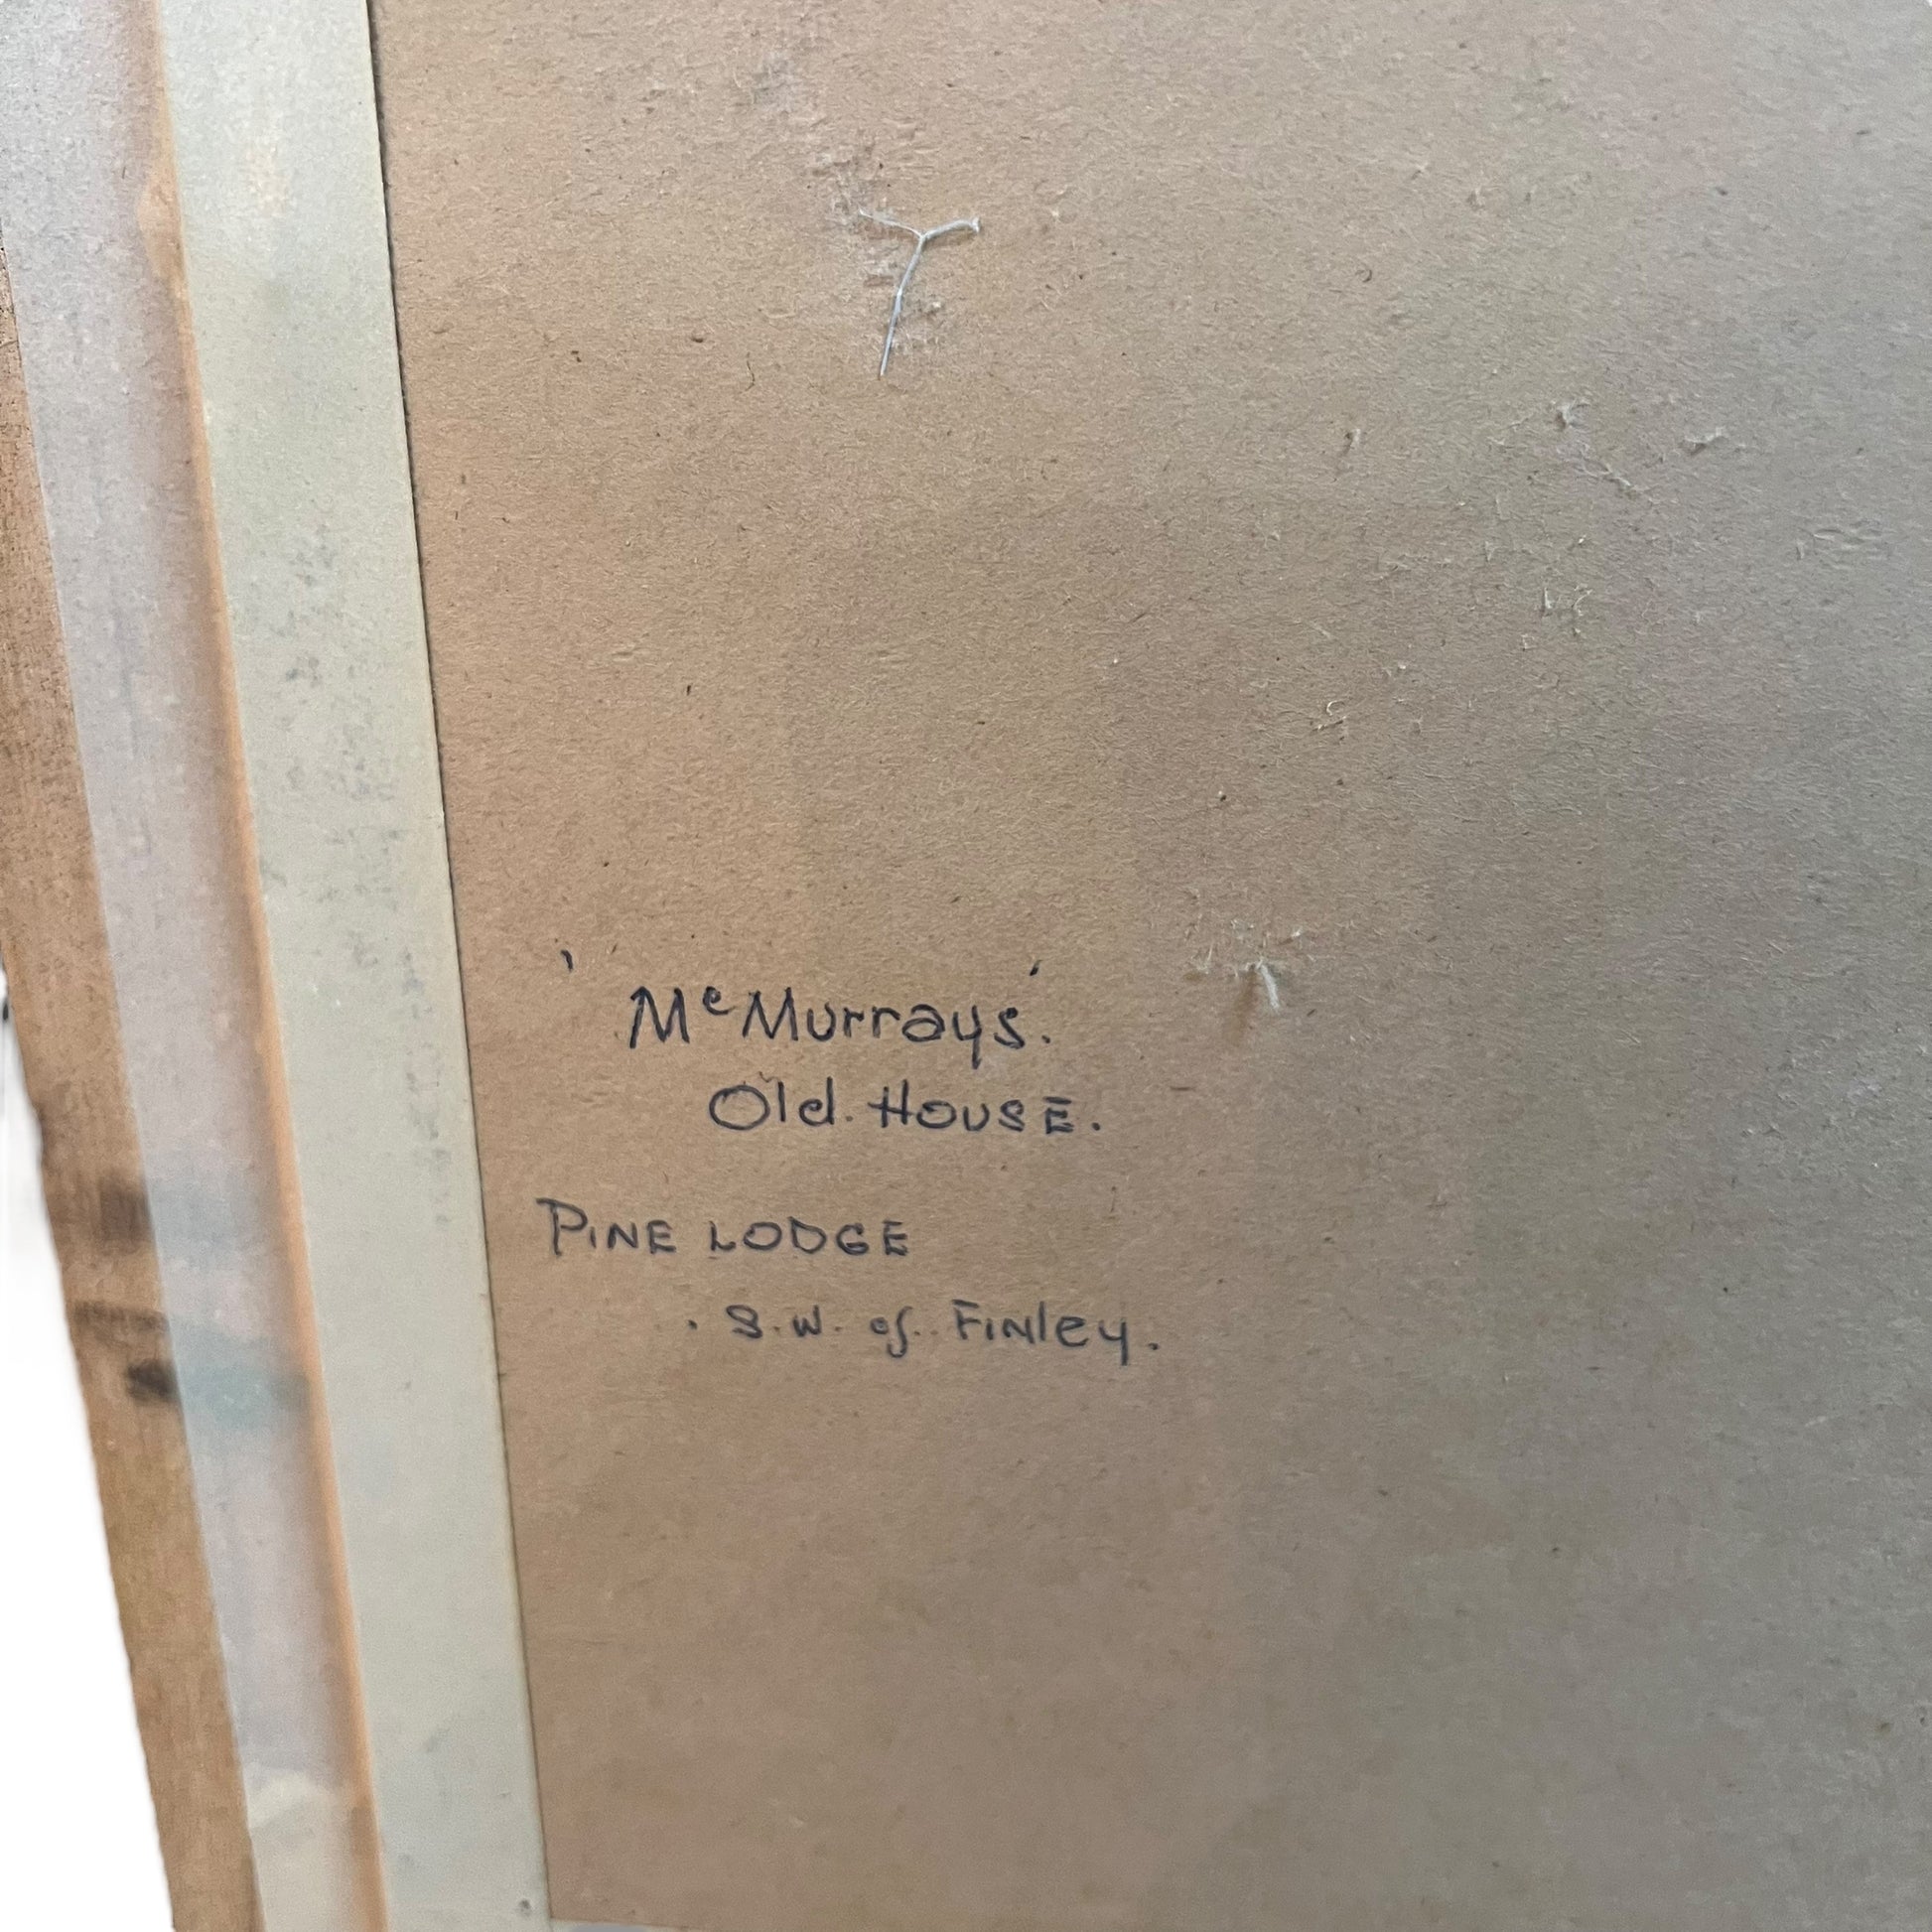 'McMurrays'.
Old. HOUSE.
PINE LODGE
. S.W. of. FINley.